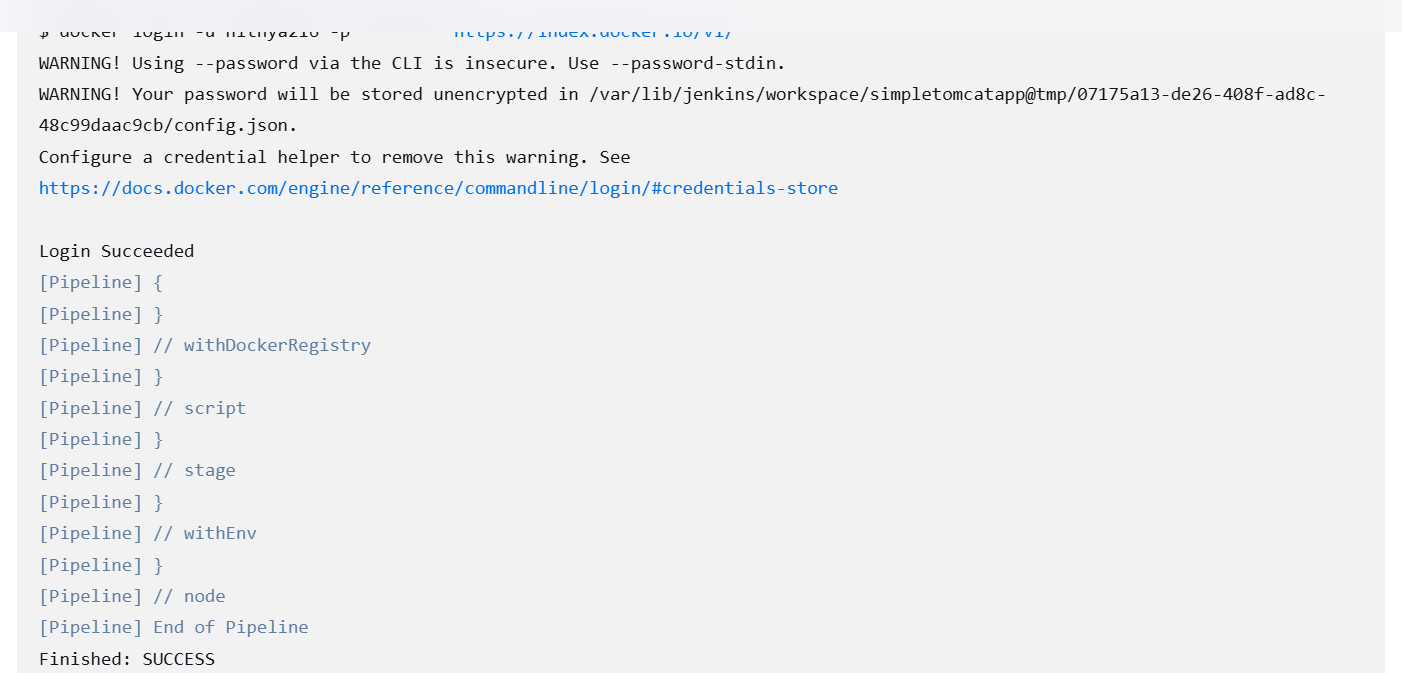 $ docker login -u nithya216 -p https://index.docker.io/v1/
WARNING! Using --password via the CLI is insecure. Use --password-stdin.
WARNING! Your password will be stored unencrypted in /var/lib/jenkins/workspace/simpletomcatapp@tmp/07175a13-de26-408f-ad8c-
48c99daac9cb/config.json.
Configure a credential helper to remove this warning. See
https://docs.docker.com/engine/reference/commandline/login/#credentials-store
Login Succeeded
[Pipeline] {
[Pipeline] }
[Pipeline] // withDockerRegistry
[Pipeline] }
[Pipeline] // script
[Pipeline] }
[Pipeline] // stage
[Pipeline] }
[Pipeline] // withEnv
[Pipeline] }
[Pipeline] // node
[Pipeline] End of Pipeline
Finished: SUCCESS